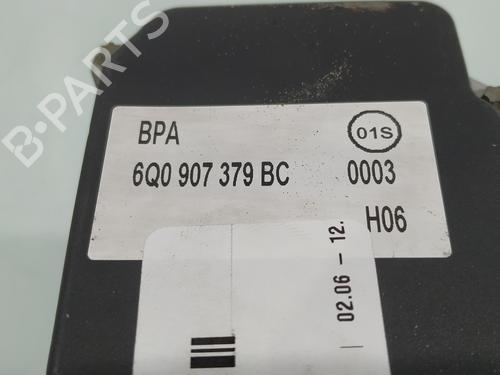 BPA
01S
6Q0 907 379 BC 0003
H06
02.06 - 12.
B-PARTS